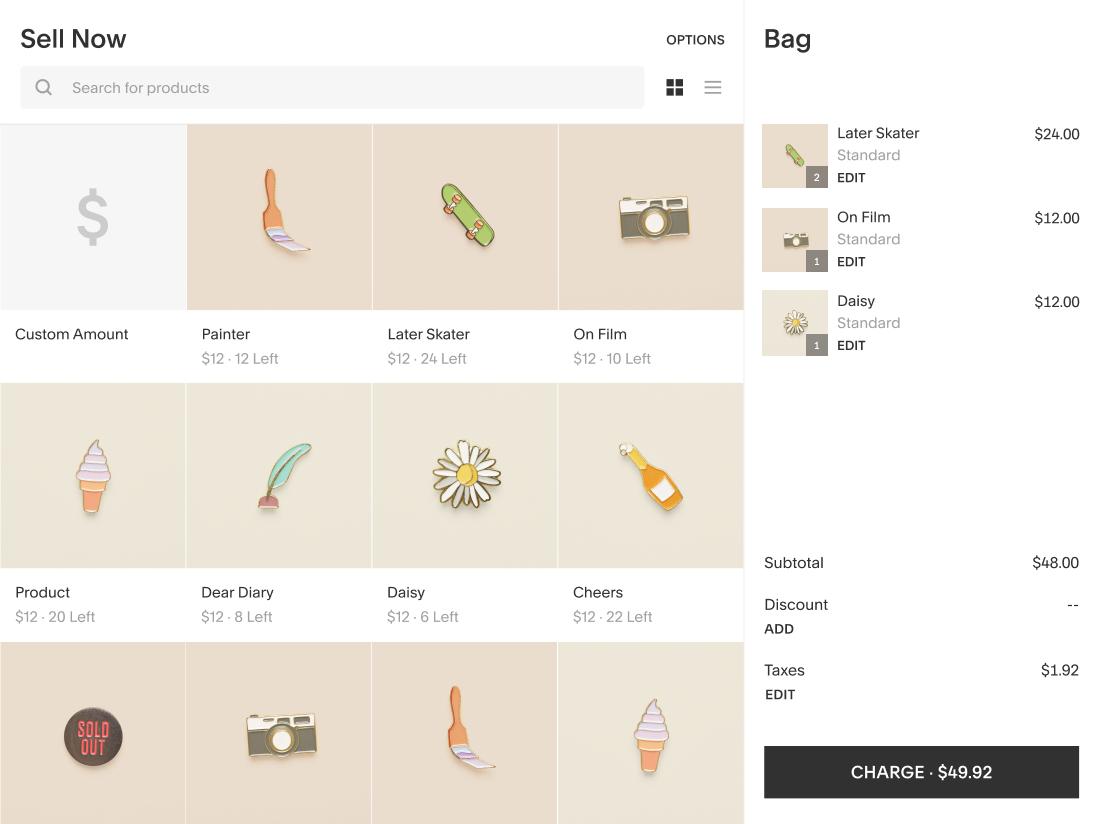 Sell Now
OPTIONS
Search for products
$
Custom Amount
Painter
$12 · 12 Left
Later Skater
$12 · 24 Left
On Film
$12 · 10 Left
Product
$12 · 20 Left
Dear Diary
$12 · 8 Left
Daisy
$12 · 6 Left
Cheers
$12 · 22 Left
SOLD
OUT
Bag
Later Skater $24.00
Standard
2
EDIT
On Film $12.00
Standard
1
EDIT
Daisy $12.00
Standard
1
EDIT
Subtotal $48.00
Discount --
ADD
Taxes $1.92
EDIT
CHARGE · $49.92